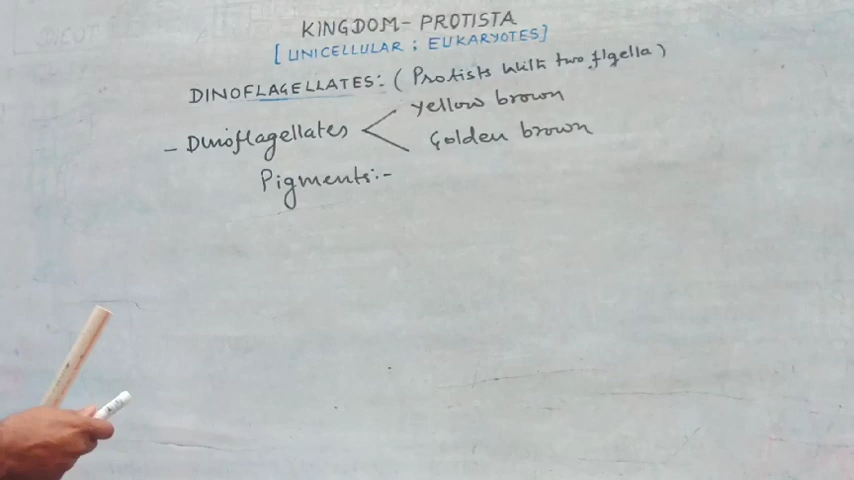 KINGDOM - PROTISTA
[UNICELLULAR ; EUKARYOTES]
DINOFLAGELLATES:- (Protists with two flgella)
- Dinoflagellates
Yellow brown
Golden brown
Pigments:-